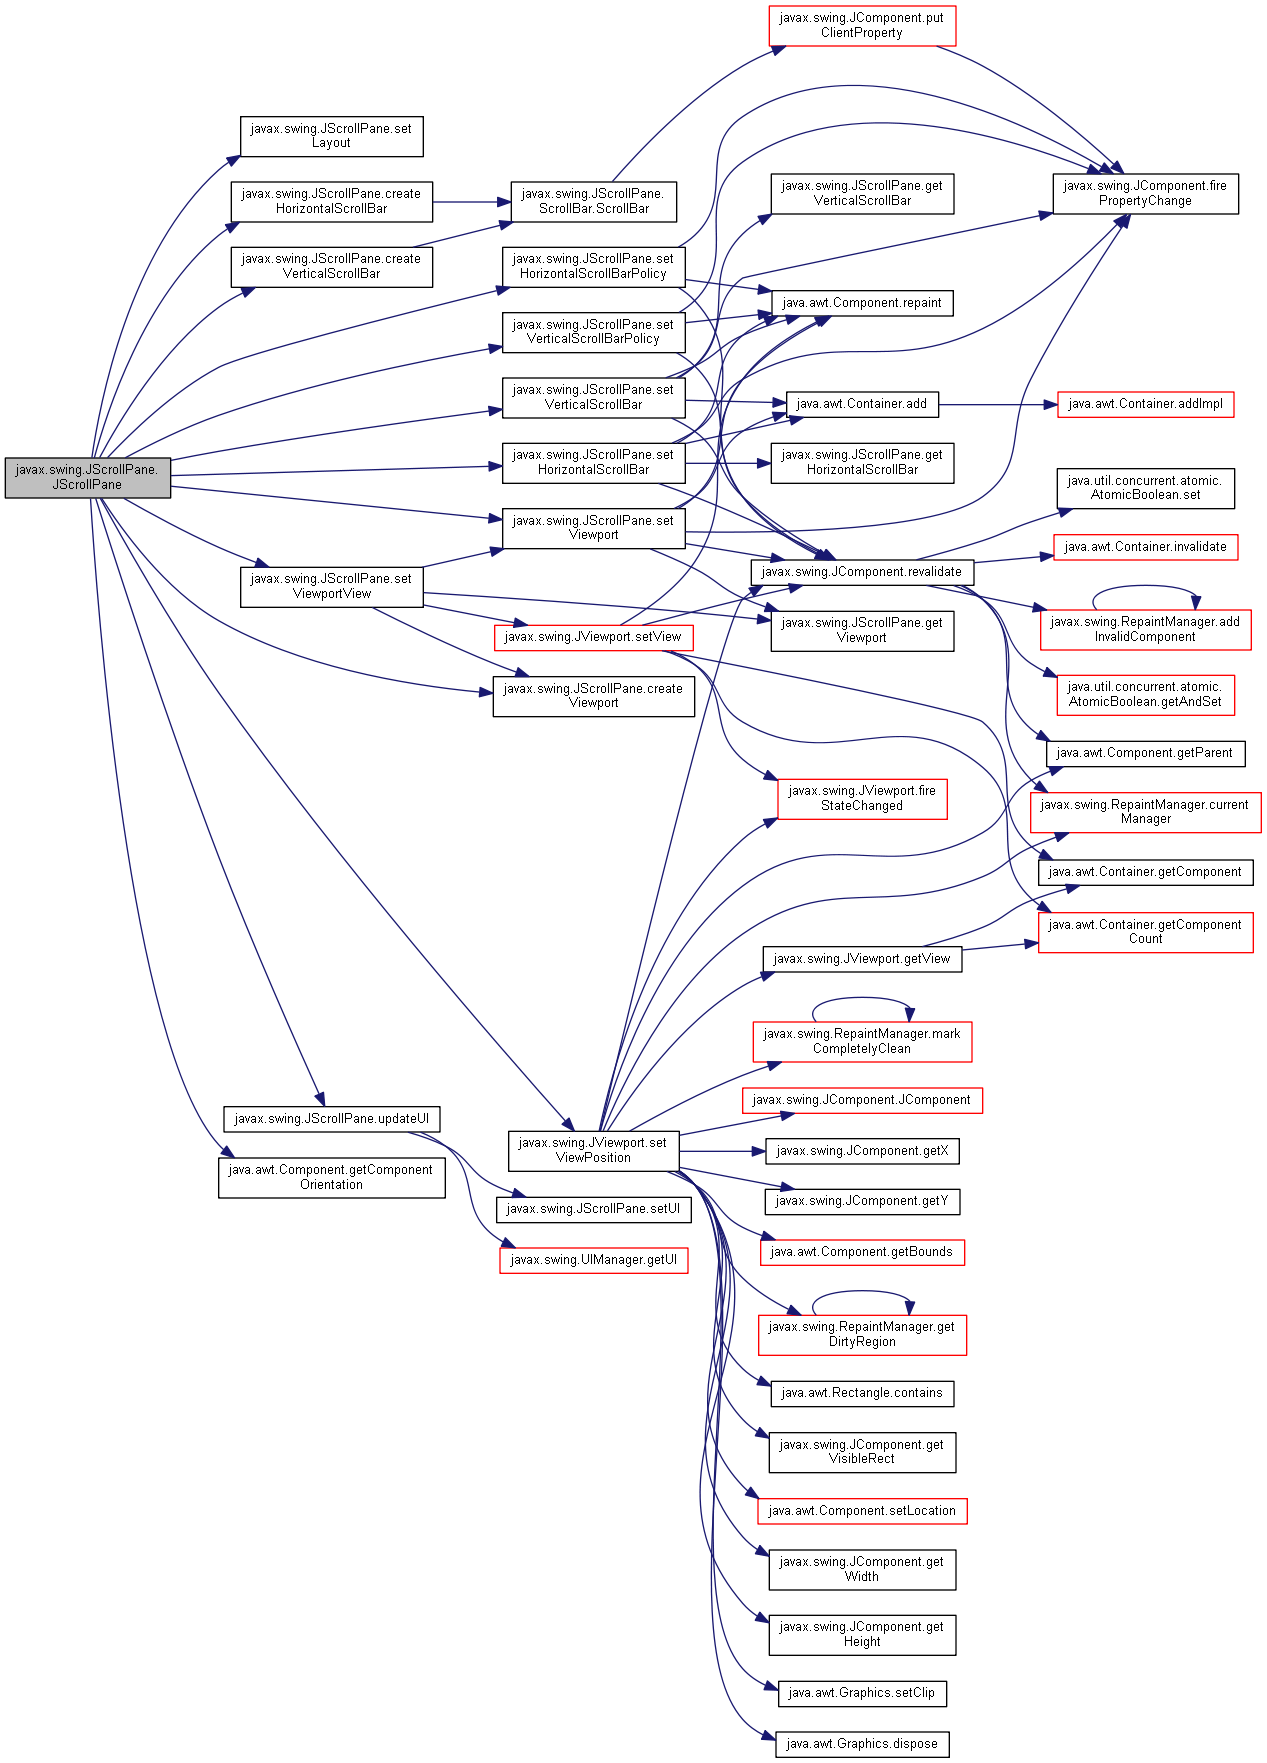 javax.swing.JScrollPane.
JScrollPane
javax.swing.JScrollPane.set
Layout
javax.swing.JScrollPane.create
HorizontalScrollBar
javax.swing.JScrollPane.create
VerticalScrollBar
javax.swing.JScrollPane.set
ViewportView
javax.swing.JScrollPane.updateUI
java.awt.Component.getComponent
Orientation
javax.swing.JScrollPane.
ScrollBar.ScrollBar
javax.swing.JScrollPane.set
HorizontalScrollBarPolicy
javax.swing.JScrollPane.set
VerticalScrollBarPolicy
javax.swing.JScrollPane.set
VerticalScrollBar
javax.swing.JScrollPane.set
HorizontalScrollBar
javax.swing.JScrollPane.set
Viewport
javax.swing.JViewport.setView
javax.swing.JScrollPane.create
Viewport
javax.swing.JViewport.set
ViewPosition
javax.swing.JScrollPane.setUI
javax.swing.UIManager.getUI
javax.swing.JComponent.put
ClientProperty
javax.swing.JScrollPane.get
VerticalScrollBar
java.awt.Component.repaint
java.awt.Container.add
javax.swing.JScrollPane.get
HorizontalScrollBar
javax.swing.JComponent.revalidate
javax.swing.JScrollPane.get
Viewport
javax.swing.JViewport.fire
StateChanged
javax.swing.JViewport.getView
javax.swing.RepaintManager.mark
CompletelyClean
javax.swing.JComponent.JComponent
javax.swing.JComponent.getX
javax.swing.JComponent.getY
java.awt.Component.getBounds
javax.swing.RepaintManager.get
DirtyRegion
java.awt.Rectangle.contains
javax.swing.JComponent.get
VisibleRect
java.awt.Component.setLocation
javax.swing.JComponent.get
Width
javax.swing.JComponent.get
Height
java.awt.Graphics.setClip
java.awt.Graphics.dispose
javax.swing.JComponent.fire
PropertyChange
java.awt.Container.addImpl
java.util.concurrent.atomic.
AtomicBoolean.set
java.awt.Container.invalidate
javax.swing.RepaintManager.add
InvalidComponent
java.util.concurrent.atomic.
AtomicBoolean.getAndSet
java.awt.Component.getParent
javax.swing.RepaintManager.current
Manager
java.awt.Container.getComponent
java.awt.Container.getComponent
Count